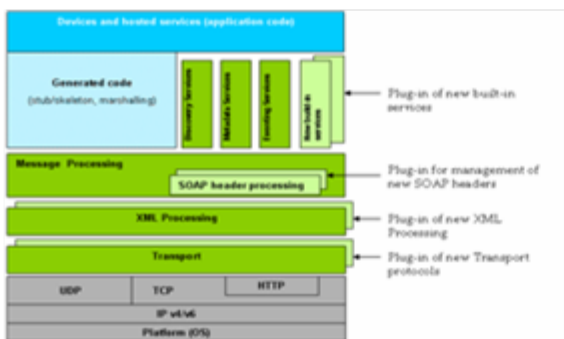 Devices and hosted services (application code)
Generated code
(stub/skeleton, marshalling)
Discovery Services
Metadata Services
Eventing Services
New build-in
services
Plug-in of new built-in
services
Message Processing
SOAP header processing
Plug-in for management of
new SOAP headers
XML Processing
Plug-in of new XML
Processing
Transport
Plug-in of new Transport
protocols
UDP
TCP
HTTP
IP v4/v6
Platform (OS)